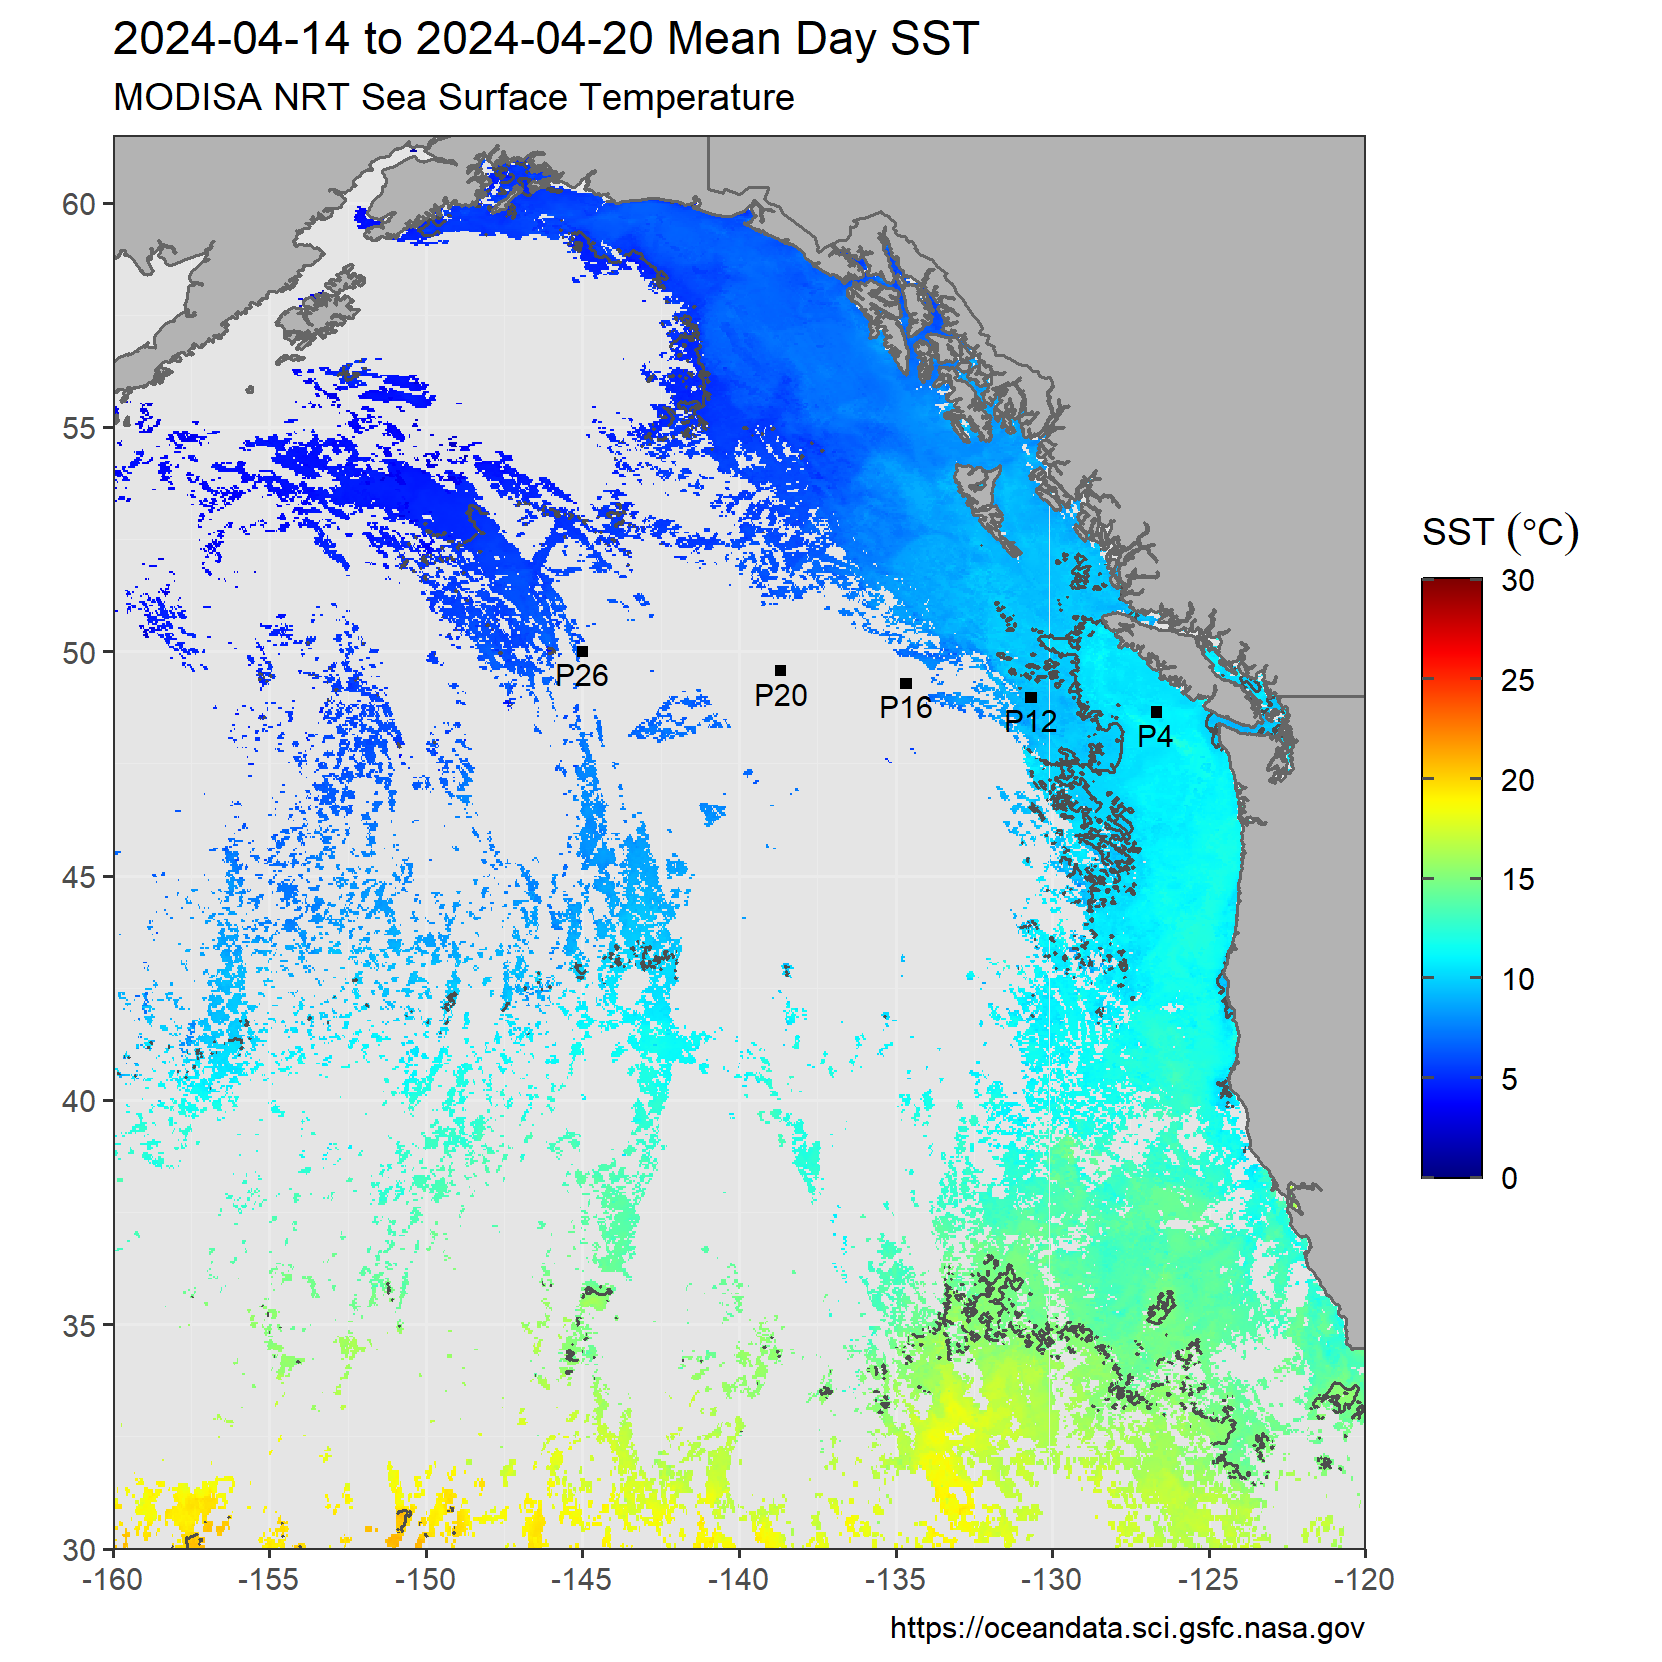 2024-04-14 to 2024-04-20 Mean Day SST
MODISA NRT Sea Surface Temperature
60
55
50
45
40
35
30
P26
P20
P16
P12
P4
-160
-155
-150
-145
-140
-135
-130
-125
-120
SST (°C)
30
25
20
15
10
5
0
https://oceandata.sci.gsfc.nasa.gov